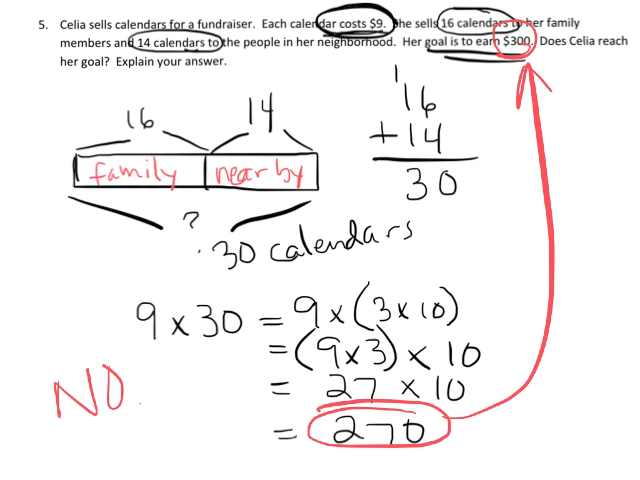 5. Celia sells calendars for a fundraiser. Each calendar costs $9. She sells 16 calendars to her family
members and 14 calendars to the people in her neighborhood. Her goal is to earn $300. Does Celia reach
her goal? Explain your answer.
16 14
family near by
?
30 calendars
1
16
+14
30
9 x 30 = 9 x (3 x 10)
= (9 x 3) x 10
= 27 x 10
= 270
NO